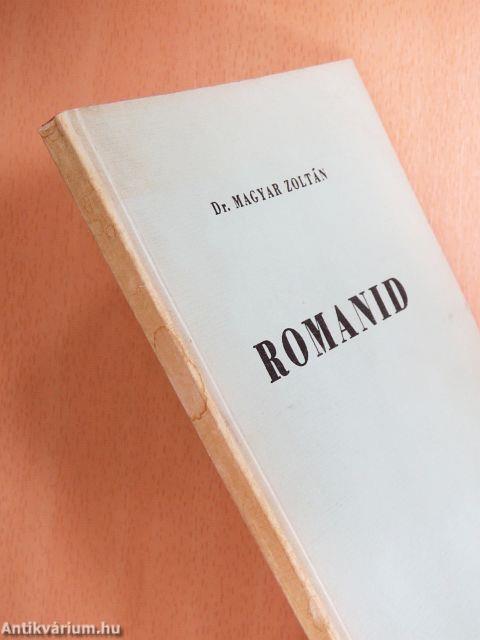 Dr. MAGYAR ZOLTÁN
ROMANID
Antikvárium.hu